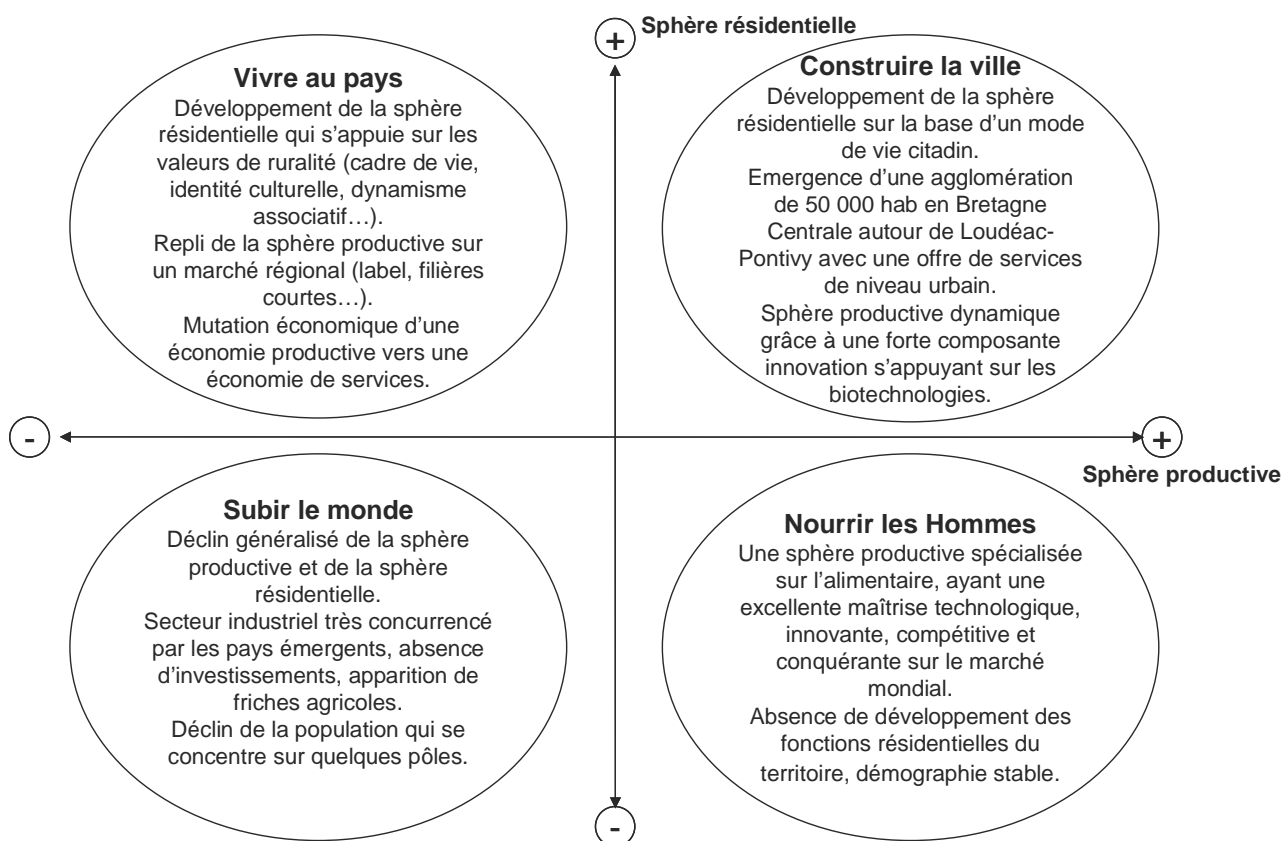 +
Sphère résidentielle
Vivre au pays
Développement de la sphère
résidentielle qui s'appuie sur les
valeurs de ruralité (cadre de vie,
identité culturelle, dynamisme
associatif…).
Repli de la sphère productive sur
un marché régional (label, filières
courtes…).
Mutation économique d'une
économie productive vers une
économie de services.
Construire la ville
Développement de la sphère
résidentielle sur la base d'un mode
de vie citadin.
Emergence d'une agglomération
de 50 000 hab en Bretagne
Centrale autour de Loudéac-
Pontivy avec une offre de services
de niveau urbain.
Sphère productive dynamique
grâce à une forte composante
innovation s'appuyant sur les
biotechnologies.
-
+
Sphère productive
Subir le monde
Déclin généralisé de la sphère
productive et de la sphère
résidentielle.
Secteur industriel très concurrencé
par les pays émergents, absence
d'investissements, apparition de
friches agricoles.
Déclin de la population qui se
concentre sur quelques pôles.
Nourrir les Hommes
Une sphère productive spécialisée
sur l'alimentaire, ayant une
excellente maîtrise technologique,
innovante, compétitive et
conquérante sur le marché
mondial.
Absence de développement des
fonctions résidentielles du
territoire, démographie stable.
-